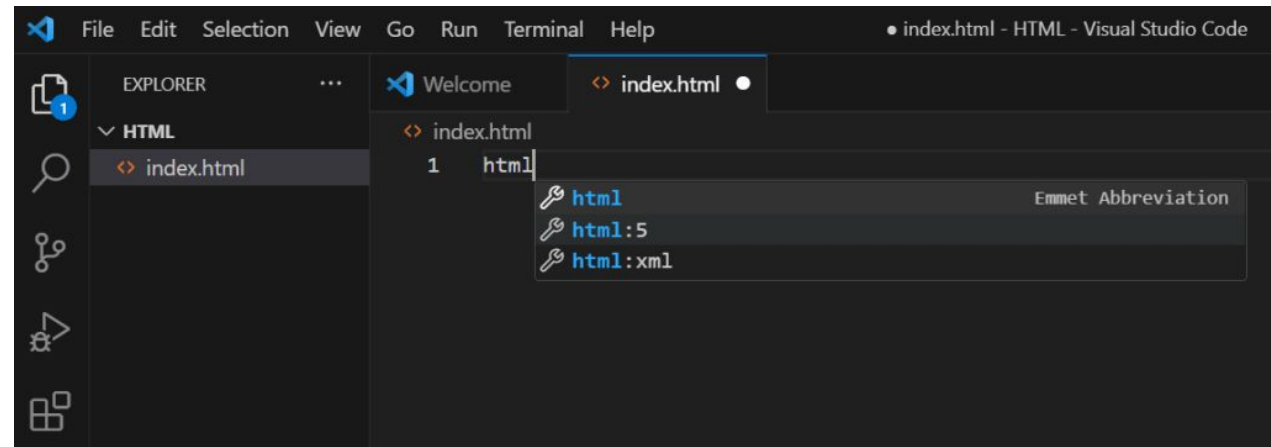 File Edit Selection View Go Run Terminal Help ● index.html - HTML - Visual Studio Code
EXPLORER ··· Welcome <> index.html ●
1
HTML <> index.html
<> index.html 1 html
html Emmet Abbreviation
html:5
html:xml